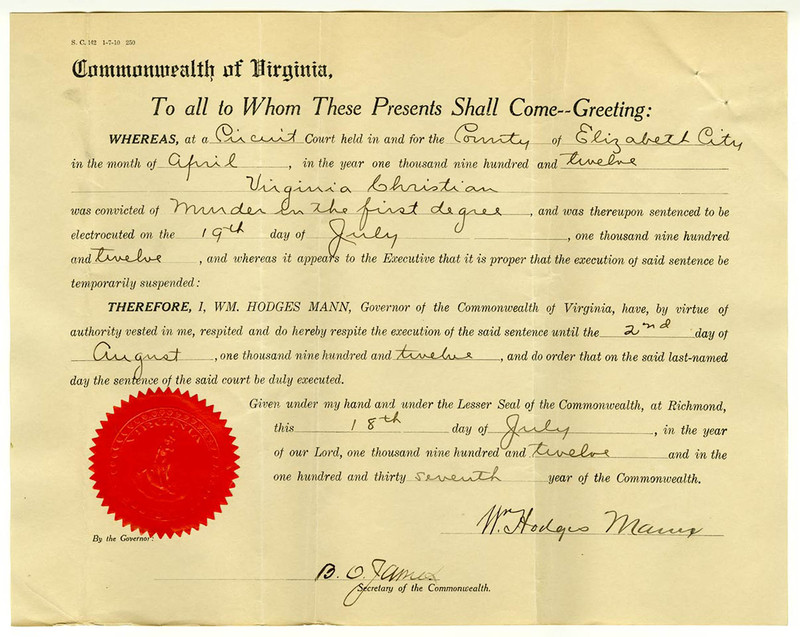 S. C. 162 1-7-10 250
Commonwealth of Virginia,
To all to Whom These Presents Shall Come--Greeting:
WHEREAS, at a Circuit Court held in and for the County of Elizabeth City
in the month of April, in the year one thousand nine hundred and twelve
Virginia Christian
was convicted of Murder in the first degree, and was thereupon sentenced to be
electrocuted on the 19th day of July, one thousand nine hundred
and twelve, and whereas it appears to the Executive that it is proper that the execution of said sentence be
temporarily suspended:
THEREFORE, I, WM. HODGES MANN, Governor of the Commonwealth of Virginia, have, by virtue of
authority vested in me, respited and do hereby respite the execution of the said sentence until the 2nd day of
August, one thousand nine hundred and twelve, and do order that on the said last-named
day the sentence of the said court be duly executed.
Given under my hand and under the Lesser Seal of the Commonwealth, at Richmond,
this 18th day of July, in the year
of our Lord, one thousand nine hundred and twelve and in the
one hundred and thirty seventh year of the Commonwealth.
Wm Hodges Mann
By the Governor:
B. O. James
Secretary of the Commonwealth.